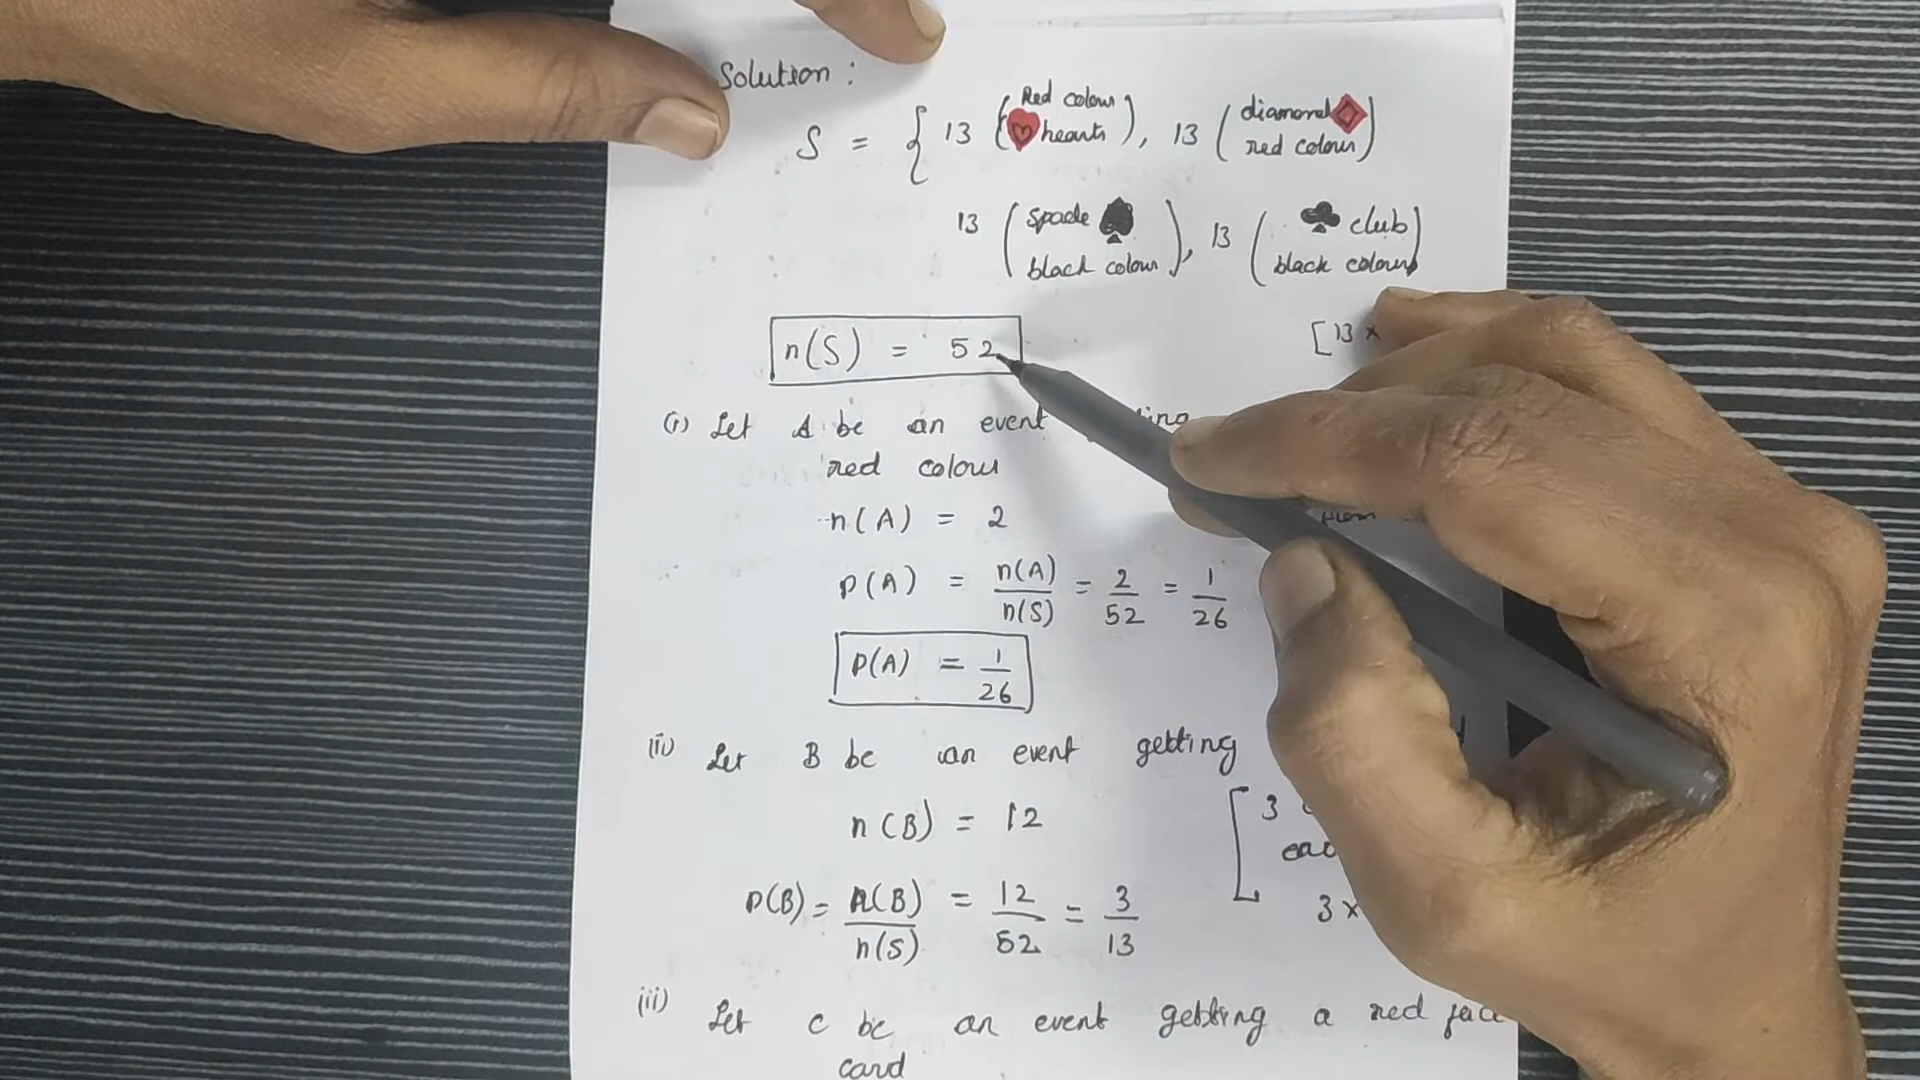 Solution :
S = { 13 ( Red colour hearts ), 13 ( diamond red colour )
13 ( spade black colour ), 13 ( club black colour )
n(S) = 52 [13 ×
(i) Let A be an event
red colour
n(A) = 2
P(A) = n(A)/n(S) = 2/52 = 1/26
P(A) = 1/26
(ii) Let B be an event getting
n(B) = 12 [ 3
P(B) = n(B)/n(S) = 12/52 = 3/13 3 ×
(iii) Let C be an event getting a red face
card